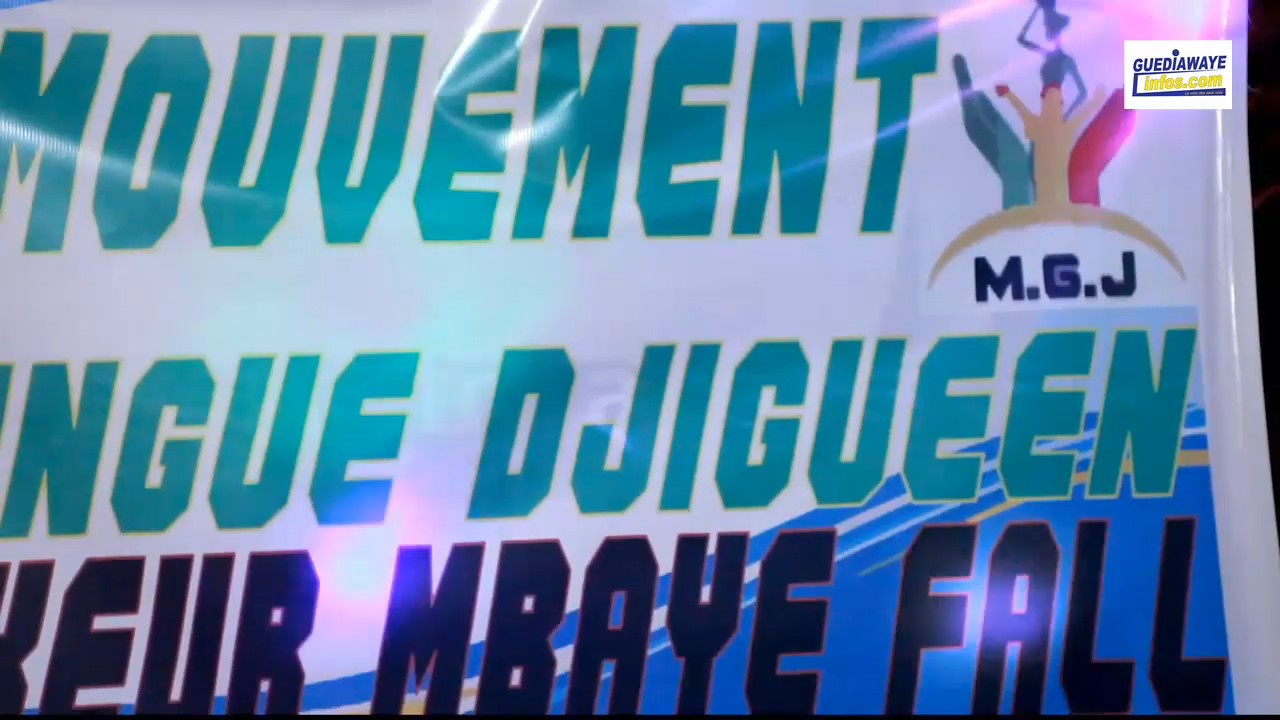 MOUVEMENT
GUEDIAWAYE
infos.com
M.G.J
NGUE DJIGUEEN
KEUR MBAYE FALL